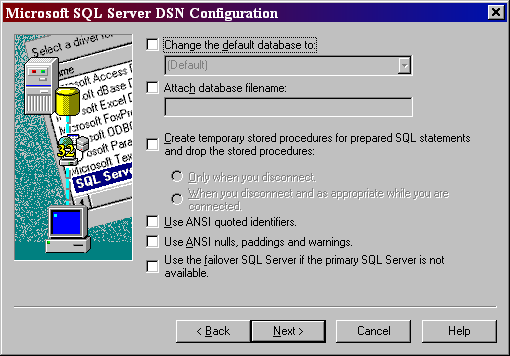 Microsoft SQL Server DSN Configuration
Select a driver for
me
soft Access
osoft dBase
osoft Excel D
osoft FoxPro
osoft ODBC
osoft Para
Microsoft Tex
SQL Serve
32
Change the default database to:
(Default)
Attach database filename:
Create temporary stored procedures for prepared SQL statements
and drop the stored procedures:
Only when you disconnect.
When you disconnect and as appropriate while you are
connected.
Use ANSI quoted identifiers.
Use ANSI nulls, paddings and warnings.
Use the failover SQL Server if the primary SQL Server is not
available.
< Back
Next >
Cancel
Help